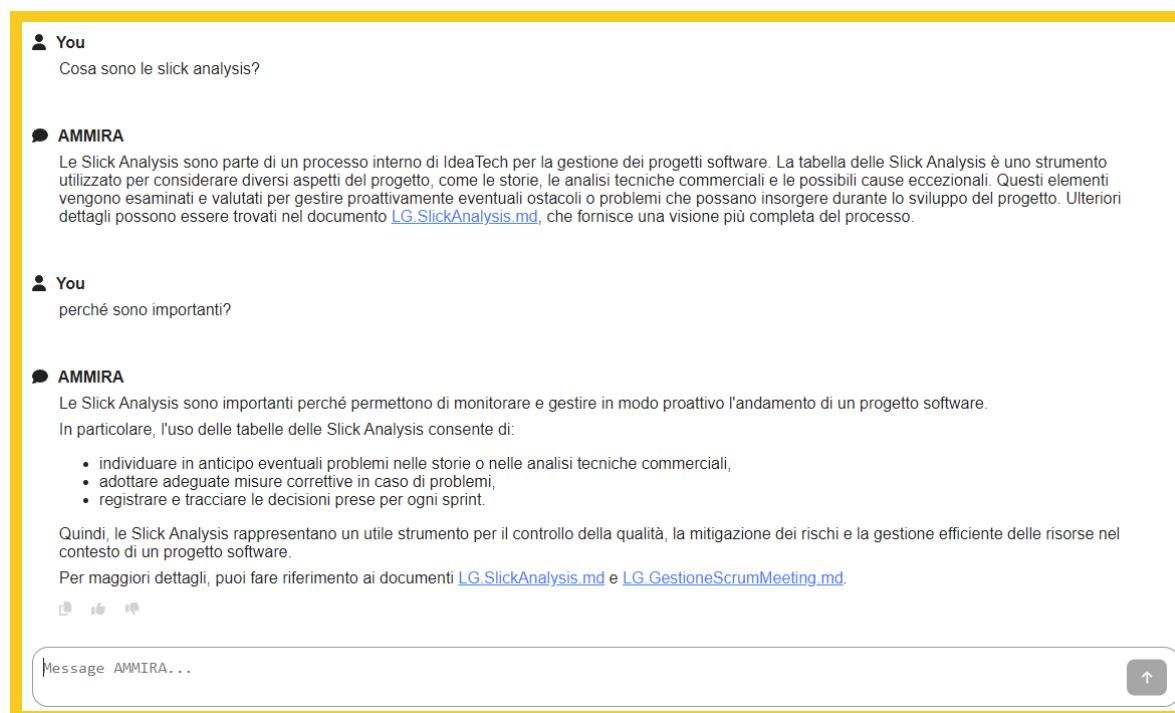 You
Cosa sono le slick analysis?
AMMIRA
Le Slick Analysis sono parte di un processo interno di IdeaTech per la gestione dei progetti software. La tabella delle Slick Analysis è uno strumento
utilizzato per considerare diversi aspetti del progetto, come le storie, le analisi tecniche commerciali e le possibili cause eccezionali. Questi elementi
vengono esaminati e valutati per gestire proattivamente eventuali ostacoli o problemi che possano insorgere durante lo sviluppo del progetto. Ulteriori
dettagli possono essere trovati nel documento LG.SlickAnalysis.md, che fornisce una visione più completa del processo.
You
perché sono importanti?
AMMIRA
Le Slick Analysis sono importanti perché permettono di monitorare e gestire in modo proattivo l'andamento di un progetto software.
In particolare, l'uso delle tabelle delle Slick Analysis consente di:
• individuare in anticipo eventuali problemi nelle storie o nelle analisi tecniche commerciali,
• adottare adeguate misure correttive in caso di problemi,
• registrare e tracciare le decisioni prese per ogni sprint.
Quindi, le Slick Analysis rappresentano un utile strumento per il controllo della qualità, la mitigazione dei rischi e la gestione efficiente delle risorse nel
contesto di un progetto software.
Per maggiori dettagli, puoi fare riferimento ai documenti LG.SlickAnalysis.md e LG.GestioneScrumMeeting.md.
Message AMMIRA...